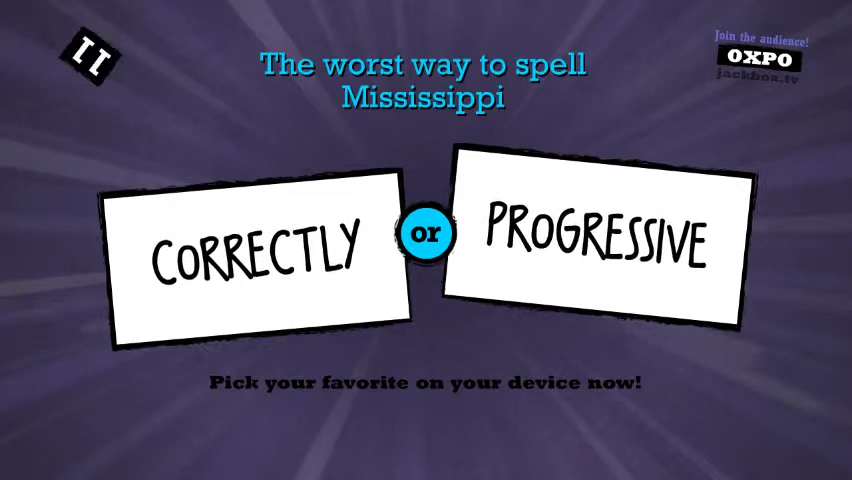 11
Join the audience!
OXPO
jackbox.tv
The worst way to spell
Mississippi
CORRECTLY
or
PROGRESSIVE
Pick your favorite on your device now!